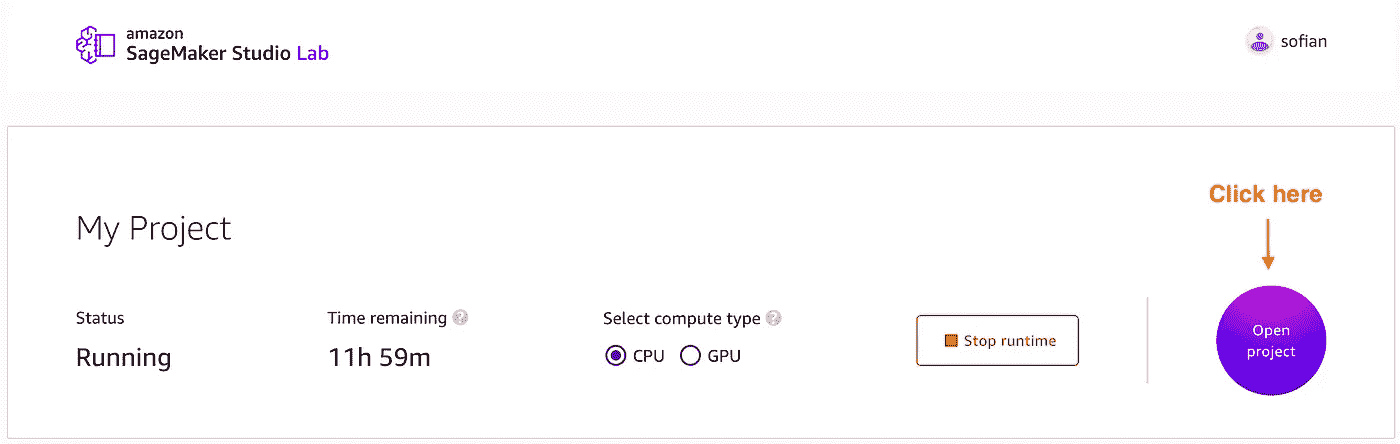 amazon
SageMaker Studio Lab
sofian
Click here
My Project
Status
Time remaining ?
Select compute type ?
Running
11h 59m
CPU GPU
Stop runtime
Open
project